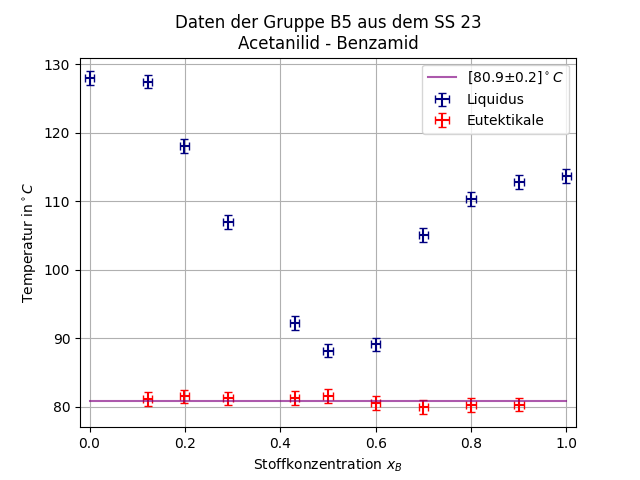 Daten der Gruppe B5 aus dem SS 23
Acetanilid - Benzamid
[80.9±0.2]°C
Liquidus
Eutektikale
130
120
110
100
90
80
Temperatur in°C
0.0 0.2 0.4 0.6 0.8 1.0
Stoffkonzentration x_B